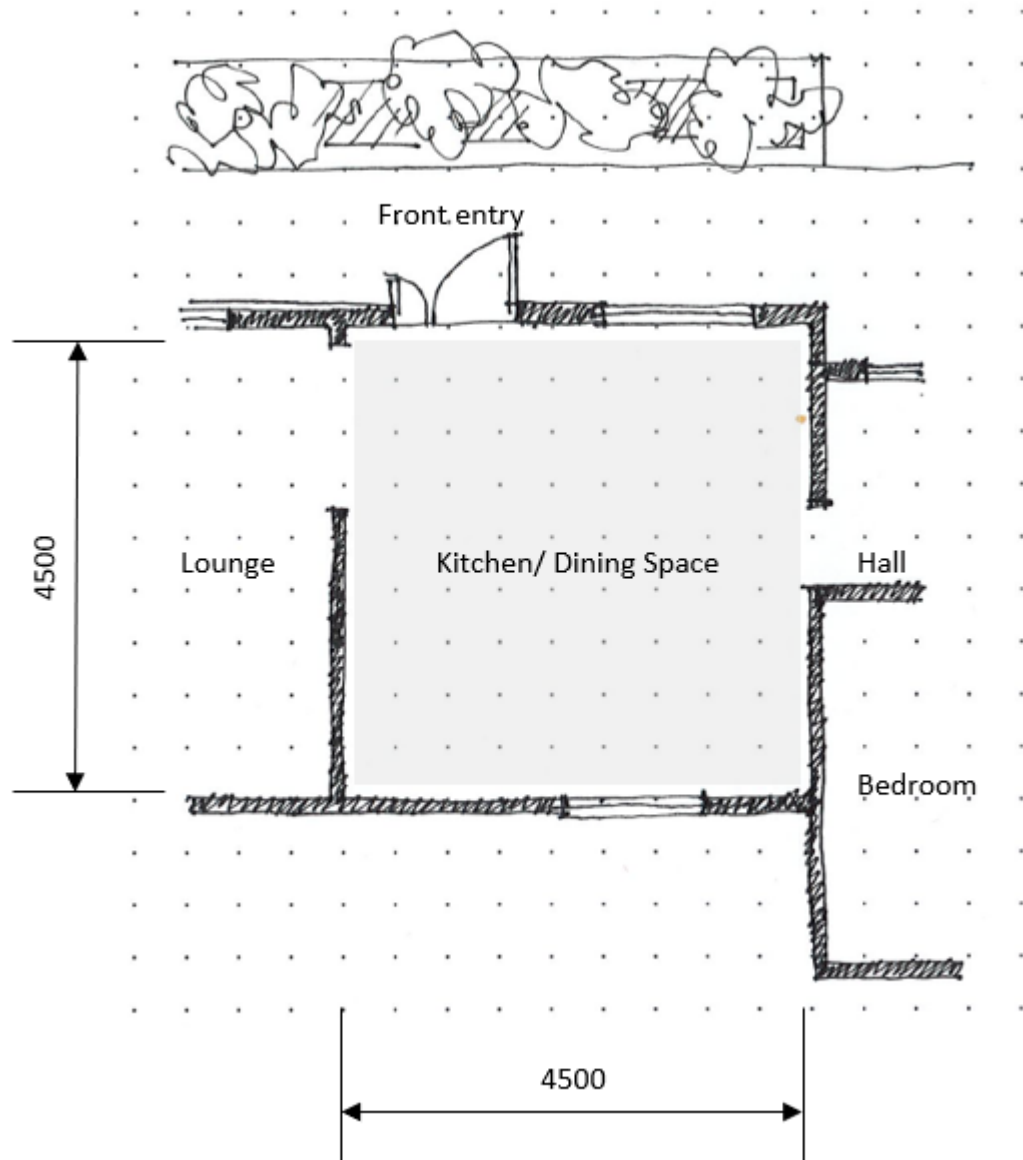 Front entry
4500
Lounge
Kitchen/ Dining Space
Hall
Bedroom
4500